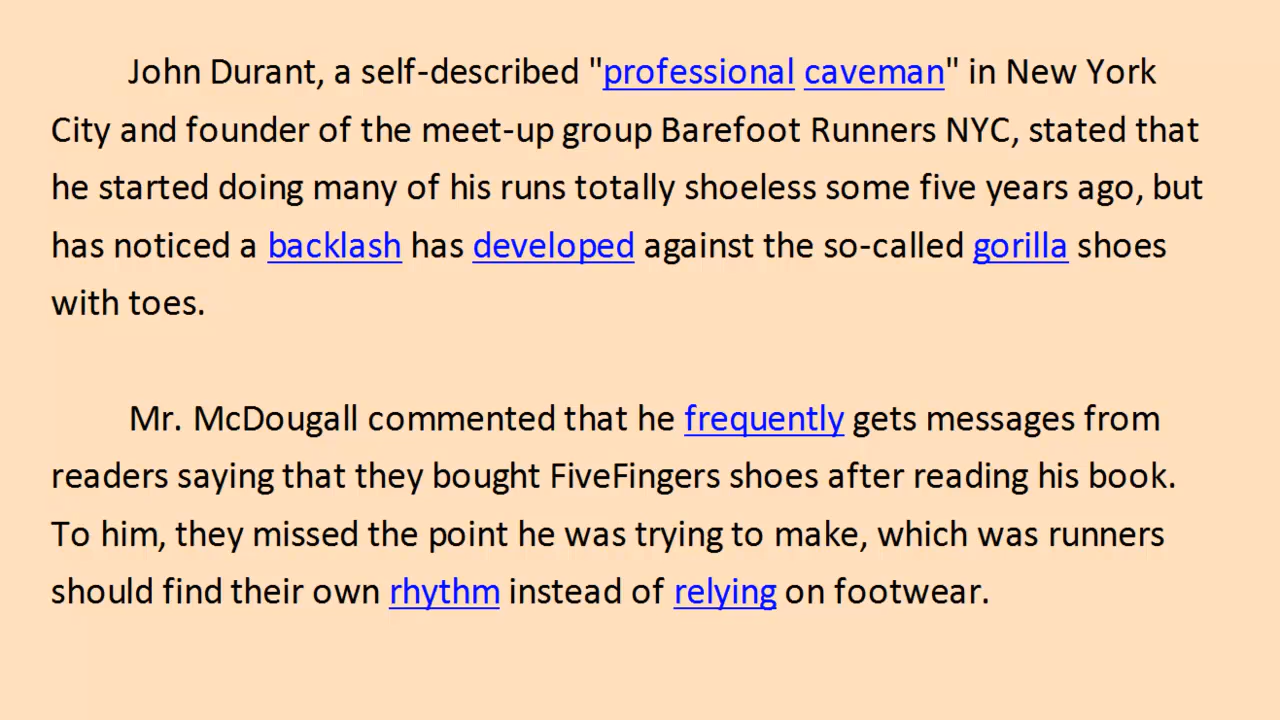 John Durant, a self-described "professional caveman" in New York
City and founder of the meet-up group Barefoot Runners NYC, stated that
he started doing many of his runs totally shoeless some five years ago, but
has noticed a backlash has developed against the so-called gorilla shoes
with toes.
Mr. McDougall commented that he frequently gets messages from
readers saying that they bought FiveFingers shoes after reading his book.
To him, they missed the point he was trying to make, which was runners
should find their own rhythm instead of relying on footwear.